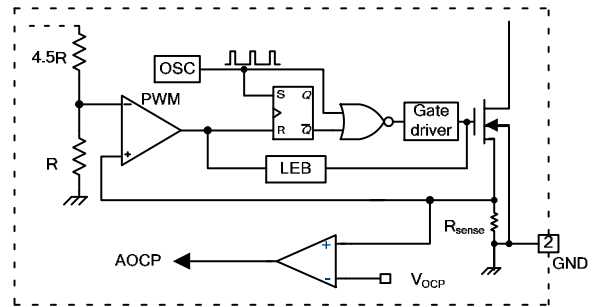 4.5R
OSC
PWM
S Q
R Q̅
Gate
driver
R
LEB
Rsense
2
GND
AOCP
VOCP
- +
+ -